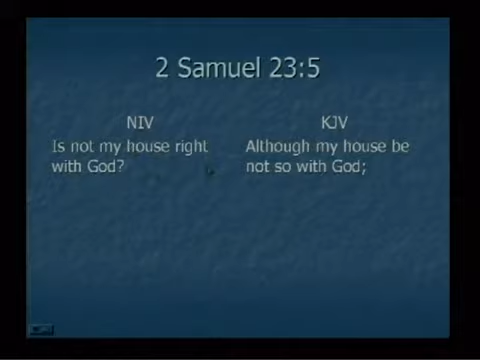 2 Samuel 23:5
NIV
Is not my house right
with God?
KJV
Although my house be
not so with God;